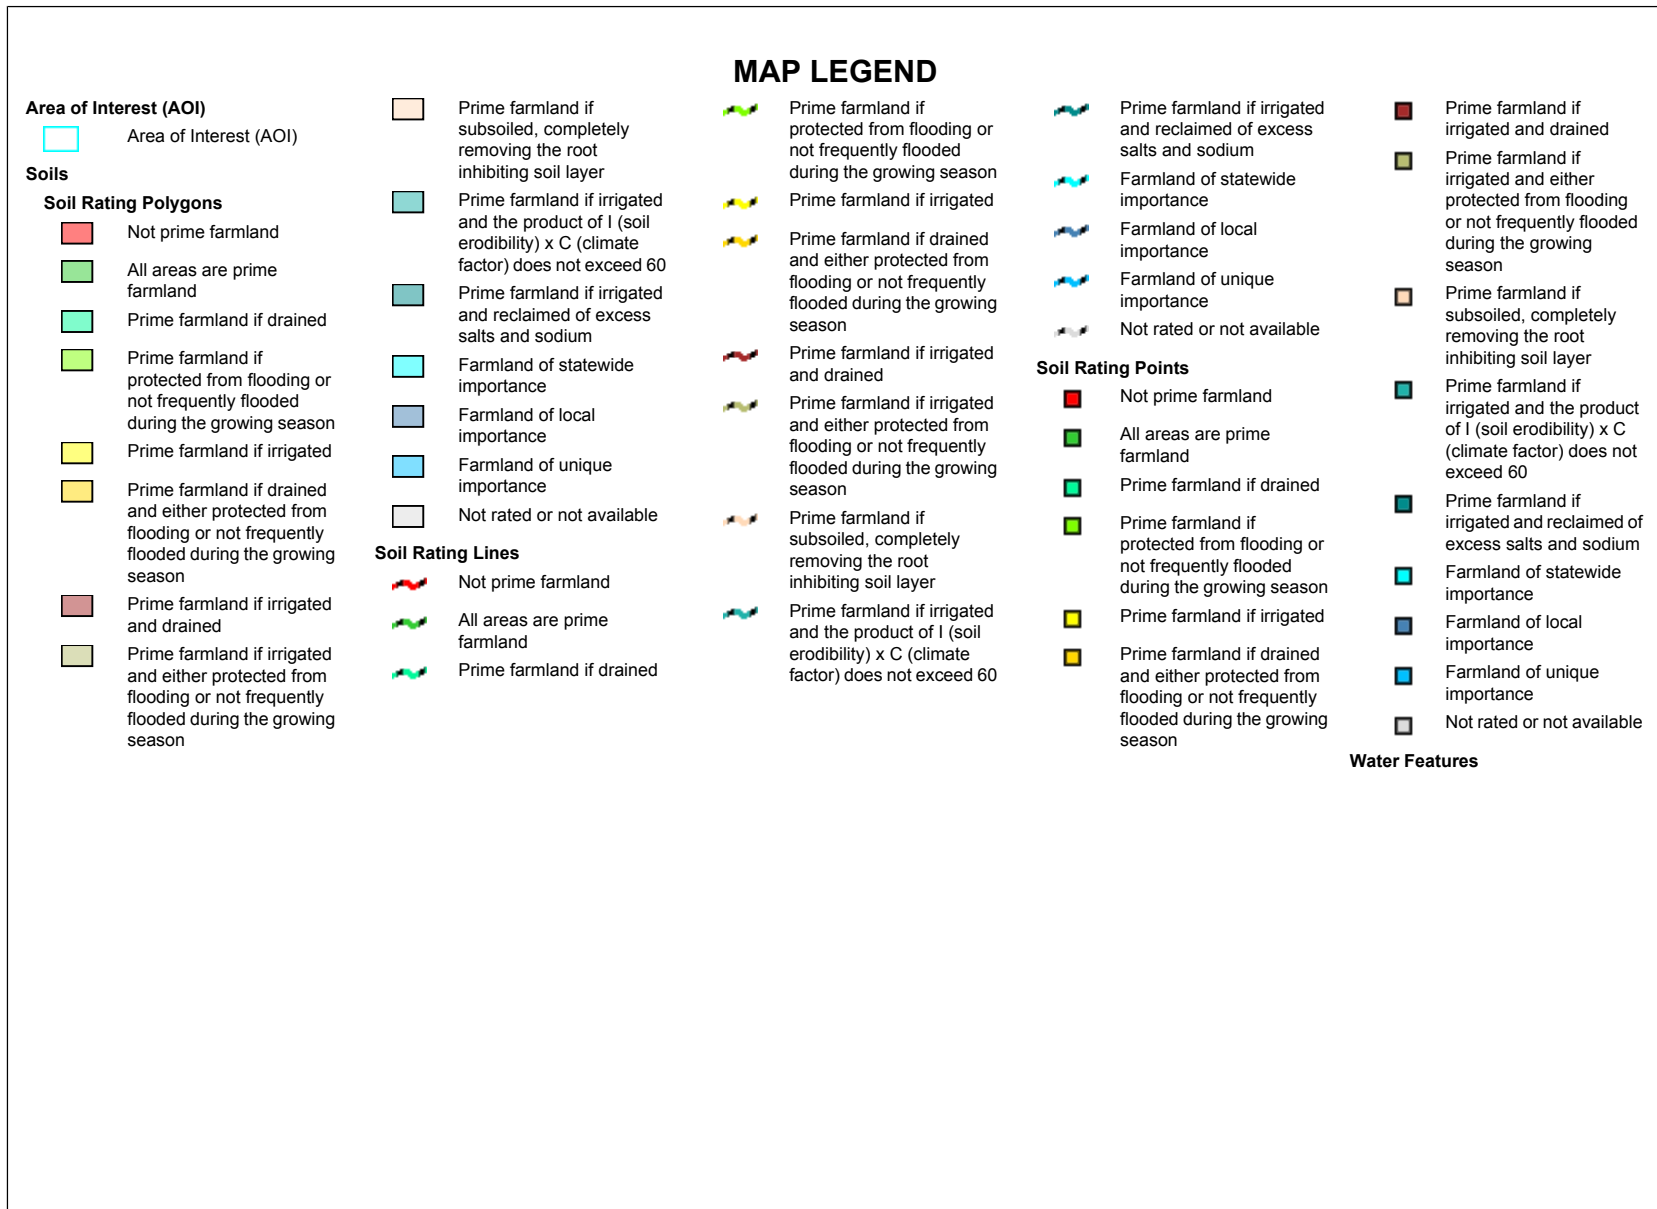 MAP LEGEND
Area of Interest (AOI)
Area of Interest (AOI)
Soils
Soil Rating Polygons
Not prime farmland
All areas are prime
farmland
Prime farmland if drained
Prime farmland if
protected from flooding or
not frequently flooded
during the growing season
Prime farmland if irrigated
Prime farmland if drained
and either protected from
flooding or not frequently
flooded during the growing
season
Prime farmland if irrigated
and drained
Prime farmland if irrigated
and either protected from
flooding or not frequently
flooded during the growing
season
Prime farmland if
subsoiled, completely
removing the root
inhibiting soil layer
Prime farmland if irrigated
and the product of I (soil
erodibility) x C (climate
factor) does not exceed 60
Prime farmland if irrigated
and reclaimed of excess
salts and sodium
Farmland of statewide
importance
Farmland of local
importance
Farmland of unique
importance
Not rated or not available
Soil Rating Lines
Not prime farmland
All areas are prime
farmland
Prime farmland if drained
Prime farmland if
protected from flooding or
not frequently flooded
during the growing season
Prime farmland if irrigated
Prime farmland if drained
and either protected from
flooding or not frequently
flooded during the growing
season
Prime farmland if irrigated
and drained
Prime farmland if irrigated
and either protected from
flooding or not frequently
flooded during the growing
season
Prime farmland if
subsoiled, completely
removing the root
inhibiting soil layer
Prime farmland if irrigated
and the product of I (soil
erodibility) x C (climate
factor) does not exceed 60
Prime farmland if irrigated
and reclaimed of excess
salts and sodium
Farmland of statewide
importance
Farmland of local
importance
Farmland of unique
importance
Not rated or not available
Soil Rating Points
Not prime farmland
All areas are prime
farmland
Prime farmland if drained
Prime farmland if
protected from flooding or
not frequently flooded
during the growing season
Prime farmland if irrigated
Prime farmland if drained
and either protected from
flooding or not frequently
flooded during the growing
season
Prime farmland if
irrigated and drained
Prime farmland if
irrigated and either
protected from flooding
or not frequently flooded
during the growing
season
Prime farmland if
subsoiled, completely
removing the root
inhibiting soil layer
Prime farmland if
irrigated and the product
of I (soil erodibility) x C
(climate factor) does not
exceed 60
Prime farmland if
irrigated and reclaimed of
excess salts and sodium
Farmland of statewide
importance
Farmland of local
importance
Farmland of unique
importance
Not rated or not available
Water Features